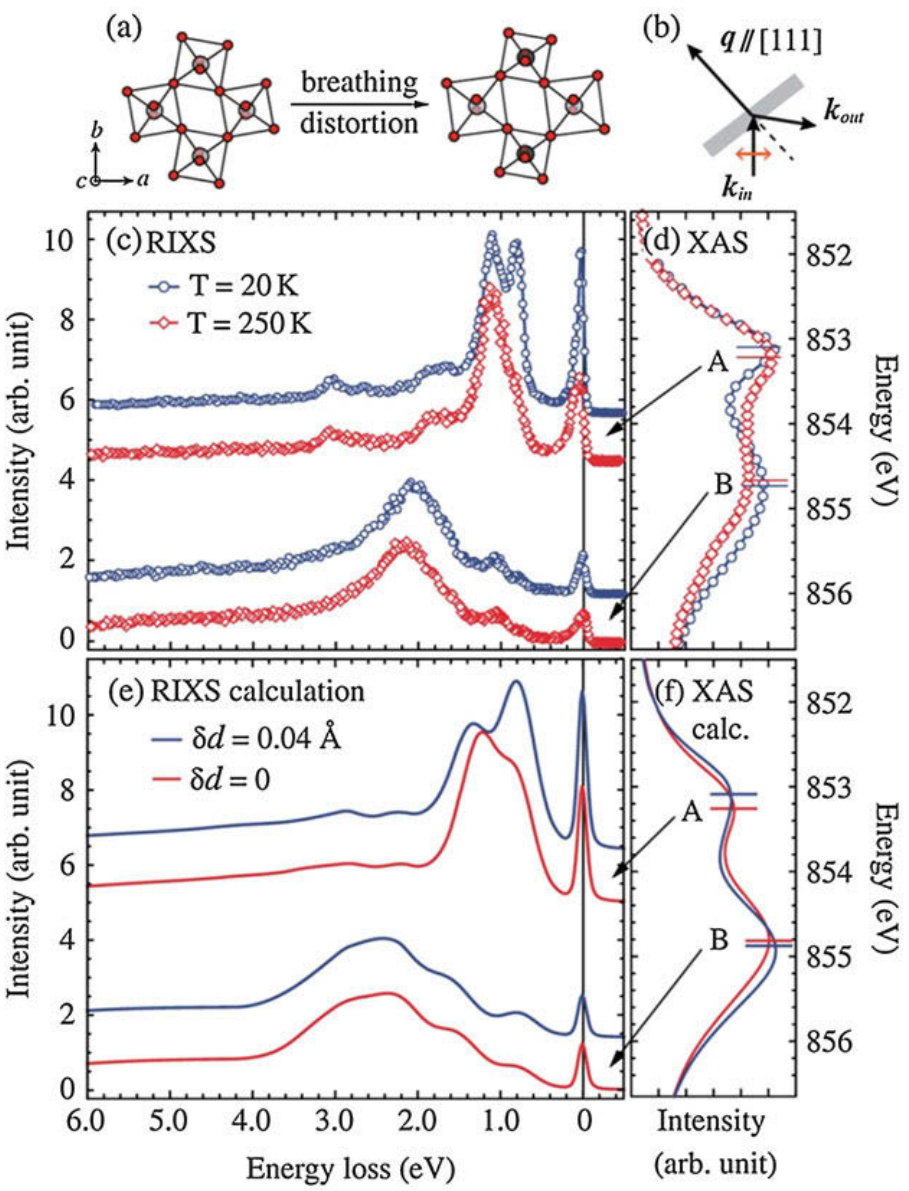 (a)
breathing
distortion
b
c
a
(b)
q // [111]
k out
k in
(c) RIXS
T = 20 K
T = 250 K
10
8
6
4
2
0
Intensity (arb. unit)
(d) XAS
A
B
852
853
854
855
856
Energy (eV)
(e) RIXS calculation
δd = 0.04 Å
δd = 0
10
8
6
4
2
0
Intensity (arb. unit)
6.0 5.0 4.0 3.0 2.0 1.0 0
Energy loss (eV)
(f) XAS
calc.
A
B
852
853
854
855
856
Energy (eV)
Intensity
(arb. unit)